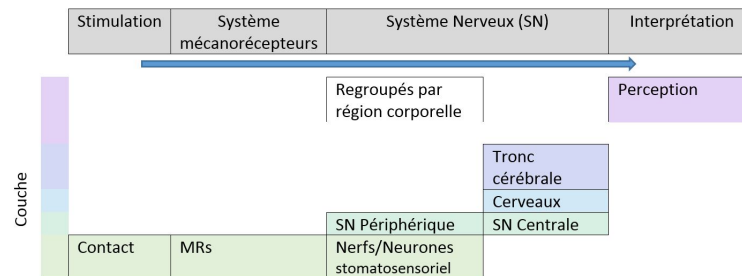 Stimulation Système Système Nerveux (SN) Interprétation
mécanorécepteurs
Regroupés par Perception
région corporelle
Tronc
cérébrale
Cerveaux
SN Périphérique SN Centrale
Contact MRs Nerfs/Neurones
stomatosensoriel
Couche